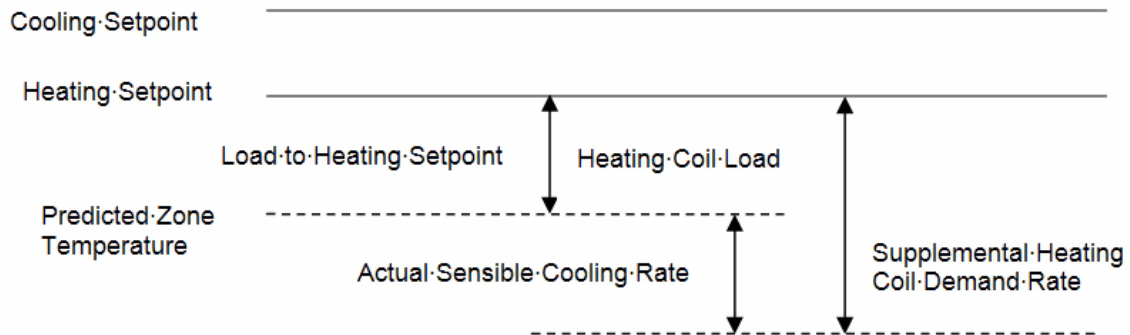 Cooling·Setpoint
Heating·Setpoint
Load·to·Heating·Setpoint
Heating·Coil·Load
Predicted·Zone
Temperature
Actual·Sensible·Cooling·Rate
Supplemental·Heating
Coil·Demand·Rate